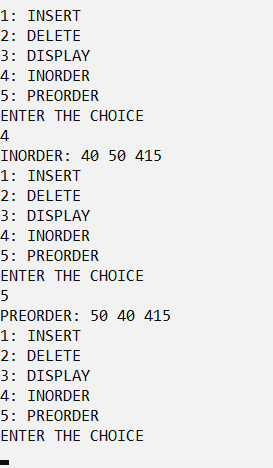 1: INSERT
2: DELETE
3: DISPLAY
4: INORDER
5: PREORDER
ENTER THE CHOICE
4
INORDER: 40 50 415
1: INSERT
2: DELETE
3: DISPLAY
4: INORDER
5: PREORDER
ENTER THE CHOICE
5
PREORDER: 50 40 415
1: INSERT
2: DELETE
3: DISPLAY
4: INORDER
5: PREORDER
ENTER THE CHOICE